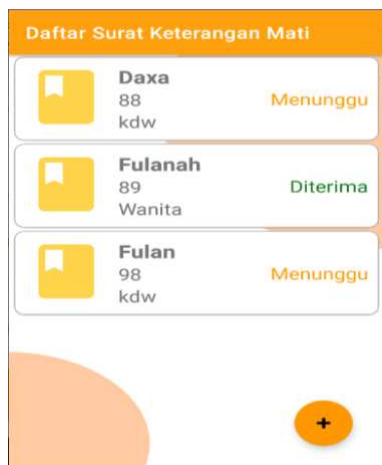 Daftar Surat Keterangan Mati
Daxa
88
Menunggu
kdw
Fulanah
89
Diterima
Wanita
Fulan
98
Menunggu
kdw
+